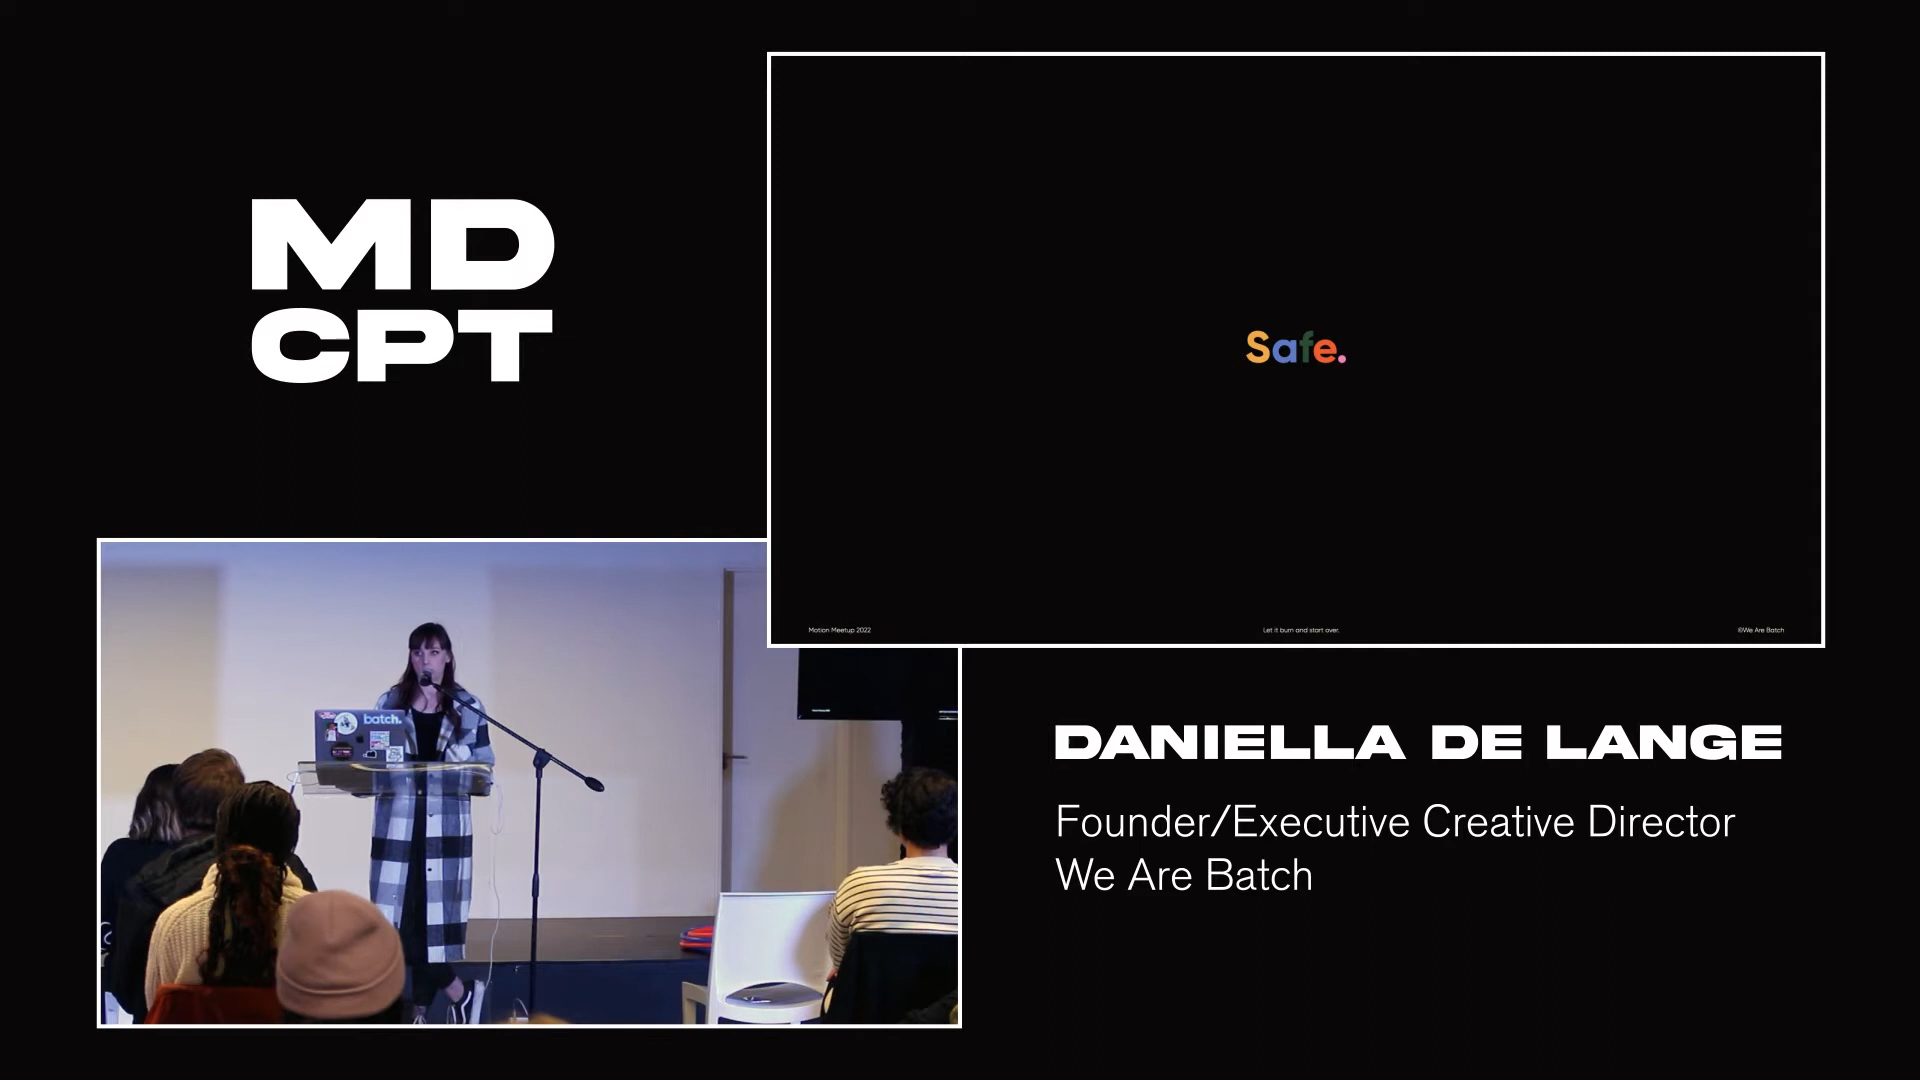 MD
CPT
Safe.
Motion Meetup 2022
Let it burn and start over.
©We Are Batch
batch.
DANIELLA DE LANGE
Founder/Executive Creative Director
We Are Batch